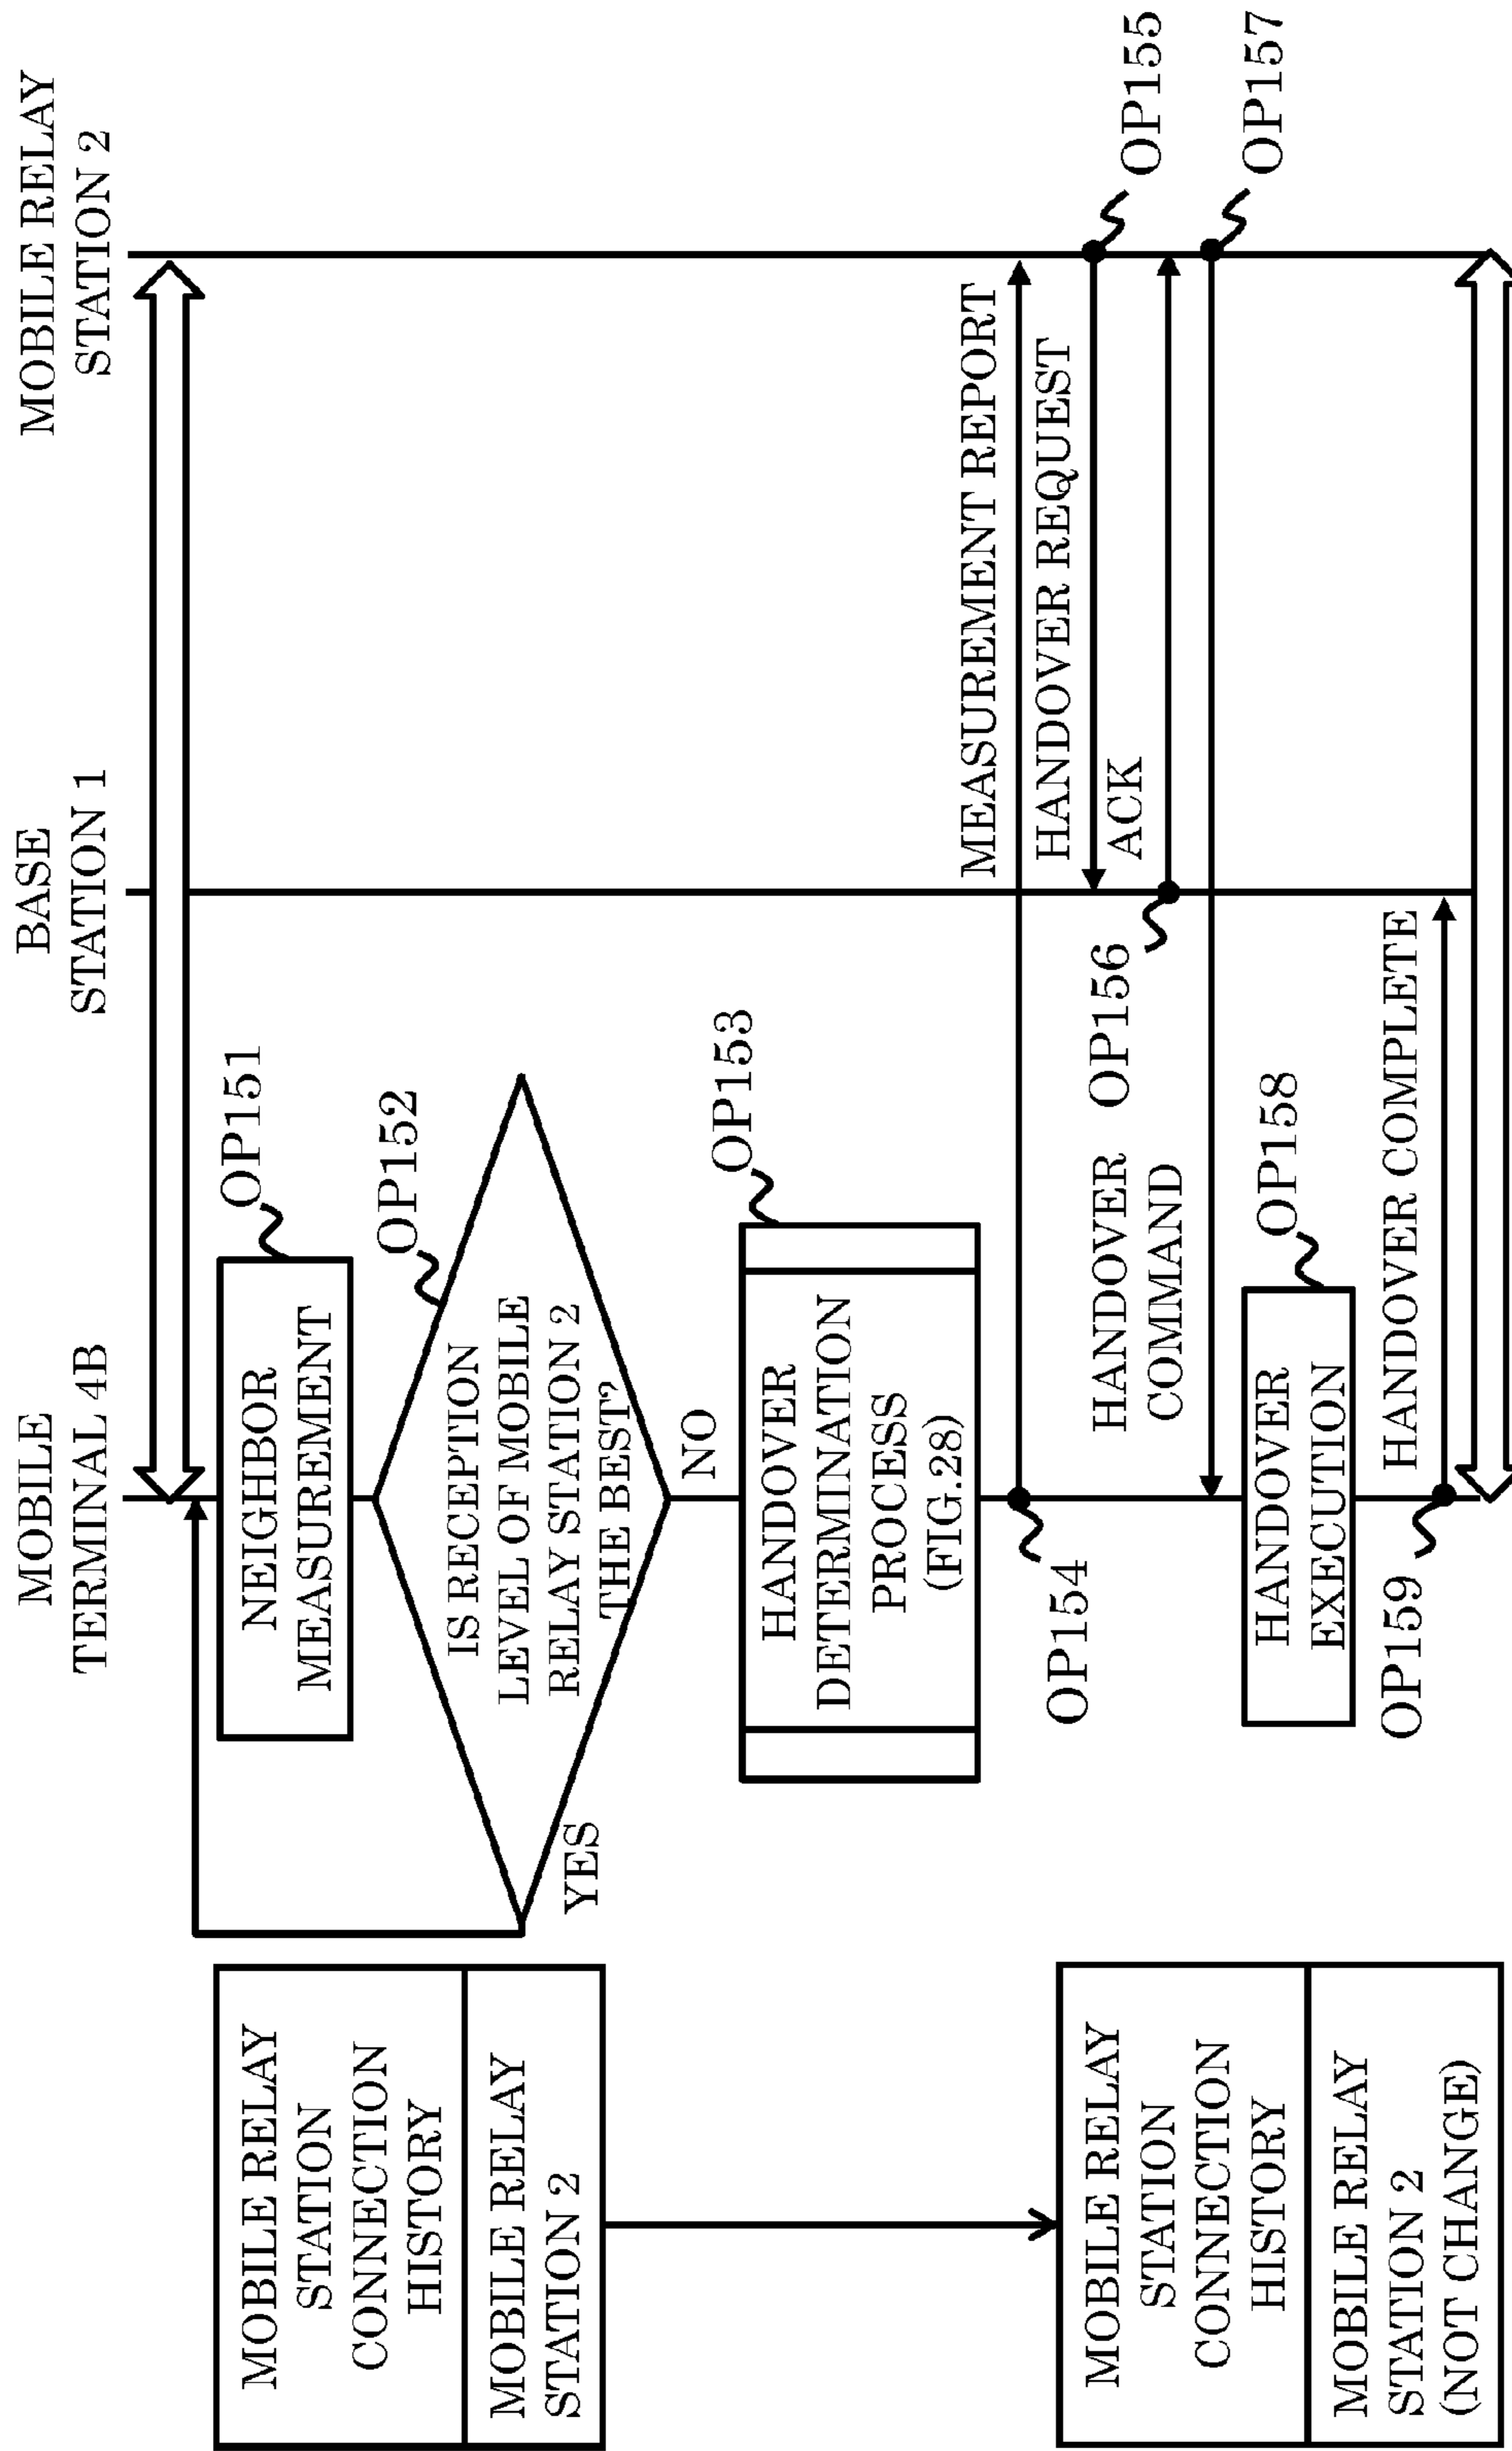 MOBILE RELAY
STATION
CONNECTION
HISTORY
MOBILE RELAY
STATION 2
MOBILE RELAY
STATION
CONNECTION
HISTORY
MOBILE RELAY
STATION 2
(NOT CHANGE)
MOBILE
TERMINAL 4B
BASE
STATION 1
MOBILE RELAY
STATION 2
NEIGHBOR
MEASUREMENT
OP151
IS RECEPTION
LEVEL OF MOBILE
RELAY STATION 2
THE BEST?
OP152
YES
NO
HANDOVER
DETERMINATION
PROCESS
(FIG.28)
OP153
MEASUREMENT REPORT
OP154
HANDOVER REQUEST
OP155
ACK
OP156
HANDOVER
COMMAND
OP157
HANDOVER
EXECUTION
OP158
HANDOVER COMPLETE
OP159